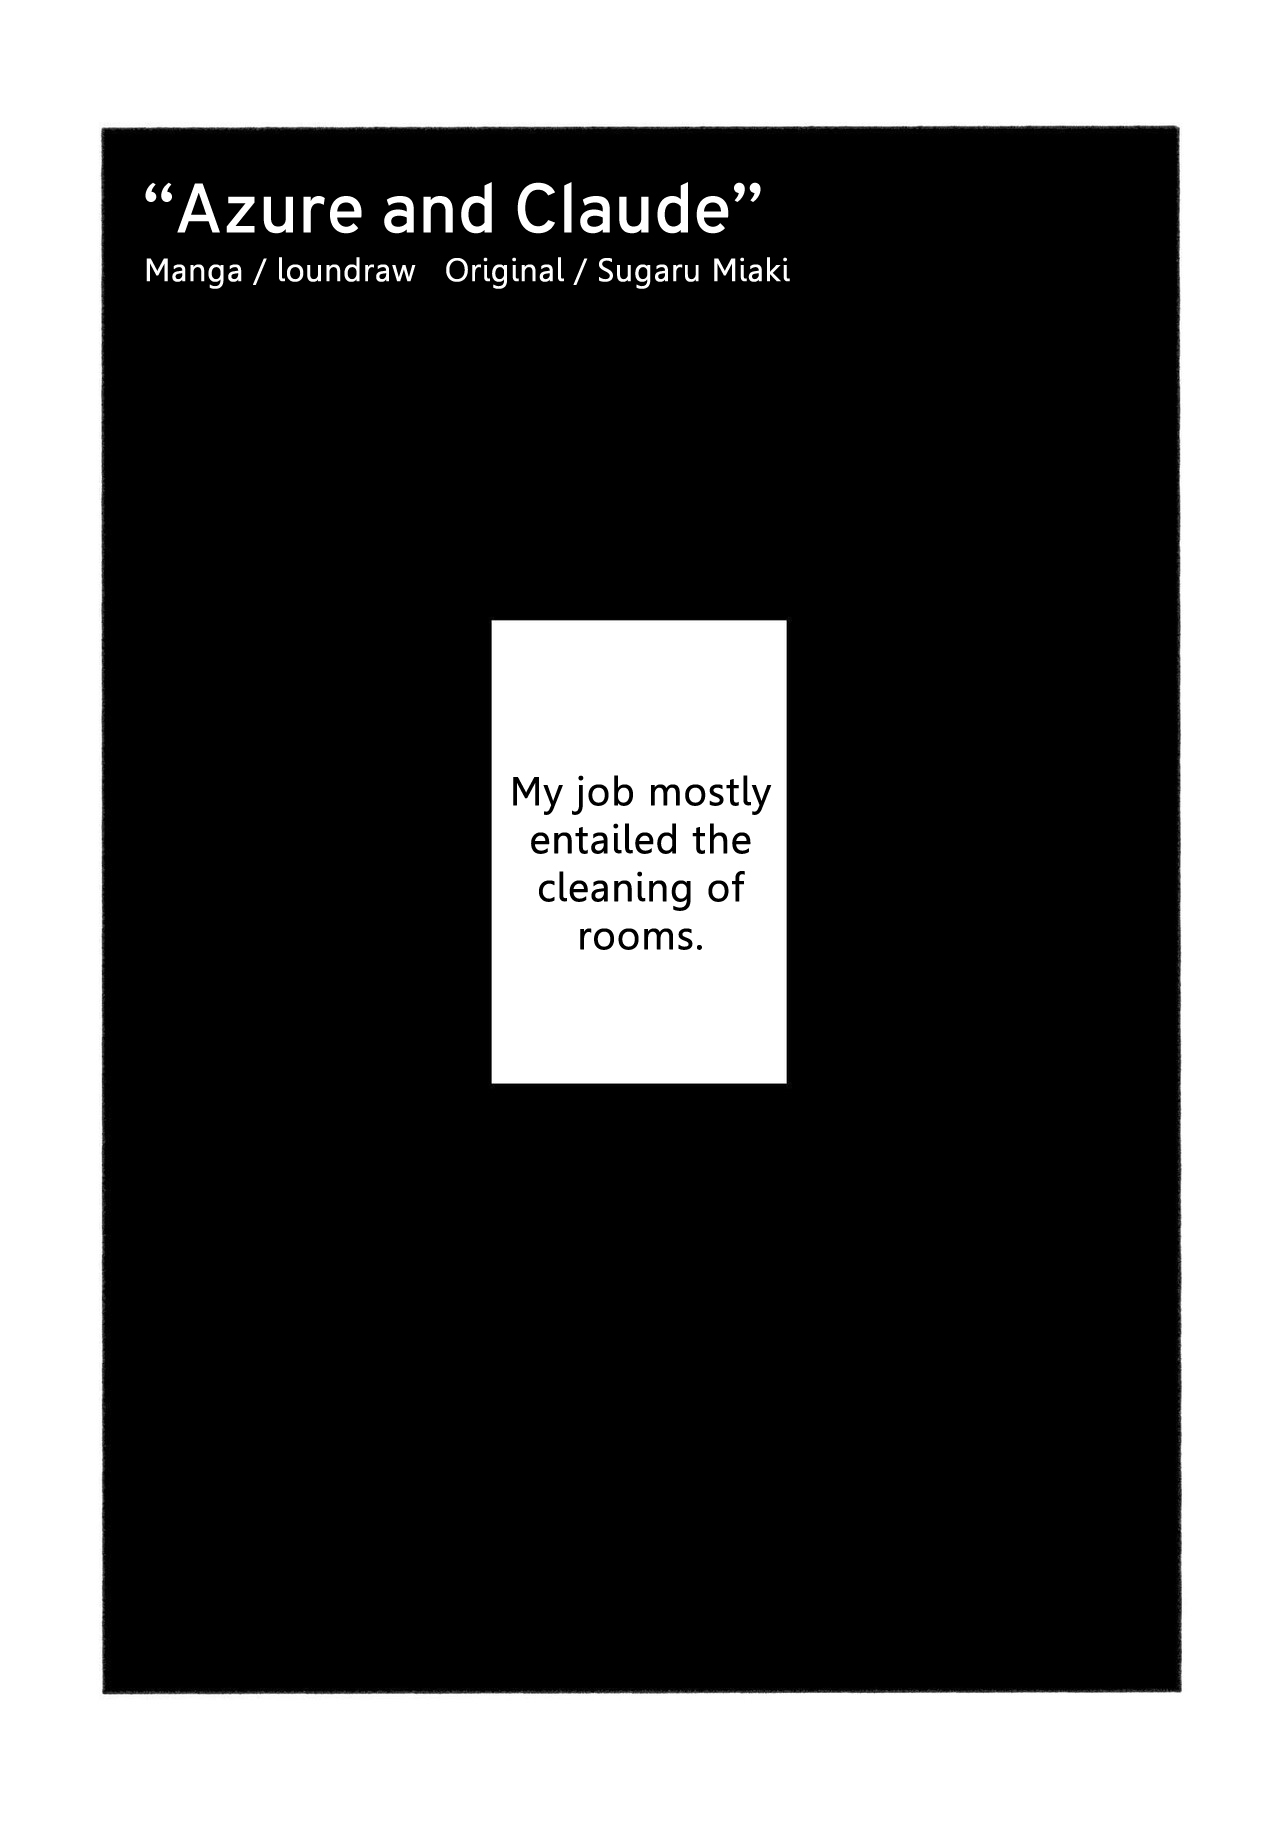 “Azure and Claude”
Manga / loundraw Original / Sugaru Miaki
My job mostly
entailed the
cleaning of
rooms.